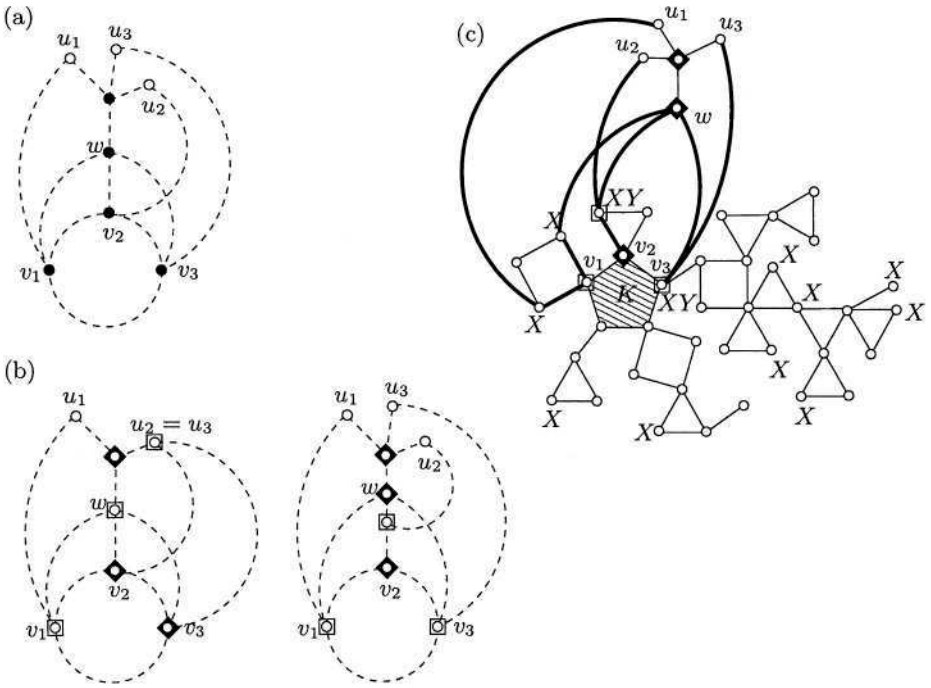 (a)
u₁
u₃
u₂
w
v₂
v₁
v₃
(b)
u₁
u₂ = u₃
w
v₂
v₁
v₃
u₁
u₃
u₂
w
v₂
v₁
v₃
(c)
u₁
u₃
u₂
w
XY
X
v₂
v₁
v₃
K
XY
X
X
X
X
X
X
X
X
X